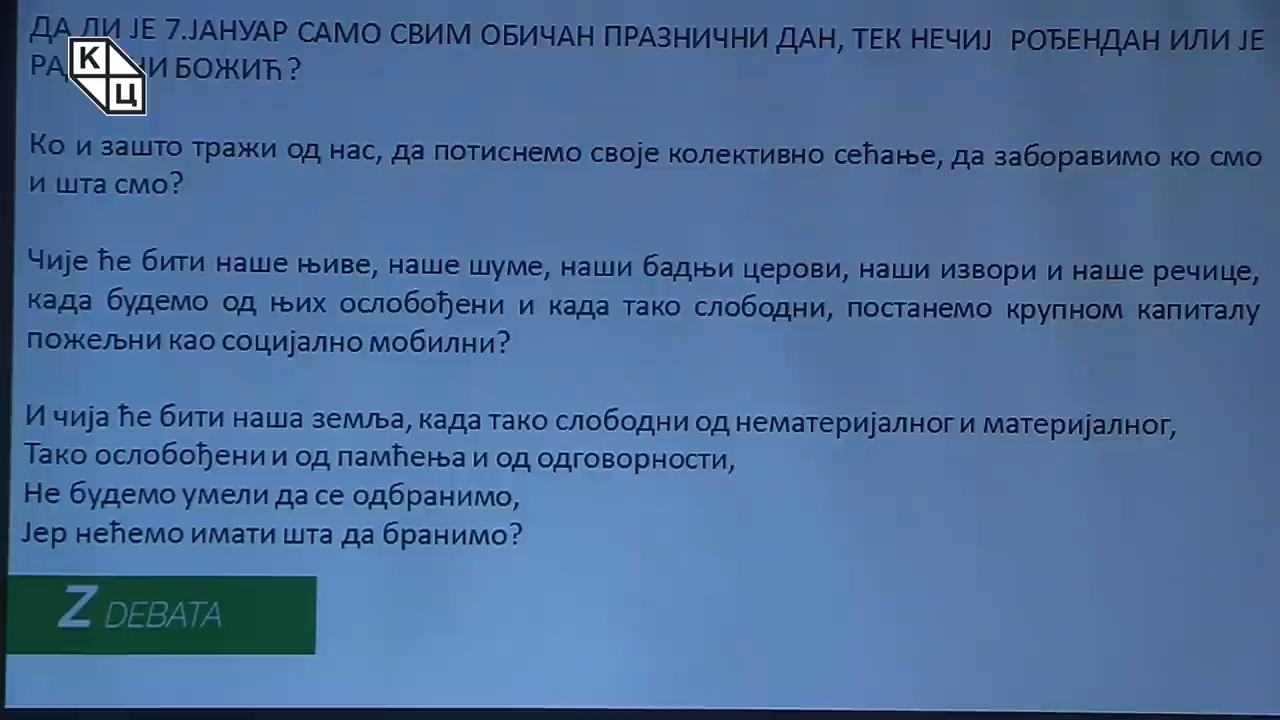 ДА ЛИ ЈЕ 7.ЈАНУАР САМО СВИМ ОБИЧАН ПРАЗНИЧНИ ДАН, ТЕК НЕЧИЈ РОЂЕНДАН ИЛИ ЈЕ
БОЖИЋ?
К
Ц
Ко и зашто тражи од нас, да потиснемо своје колективно сећање, да заборавимо ко смо
и шта смо?
Чије ће бити наше њиве, наше шуме, наши бадњи церови, наши извори и наше речице,
када будемо од њих ослобођени и када тако слободни, постанемо крупном капиталу
пожељни као социјално мобилни?
И чија ће бити наша земља, када тако слободни од нематеријалног и материјалног,
Тако ослобођени и од памћења и од одговорности,
Не будемо умели да се одбранимо,
Јер нећемо имати шта да бранимо?
Z DEBATA